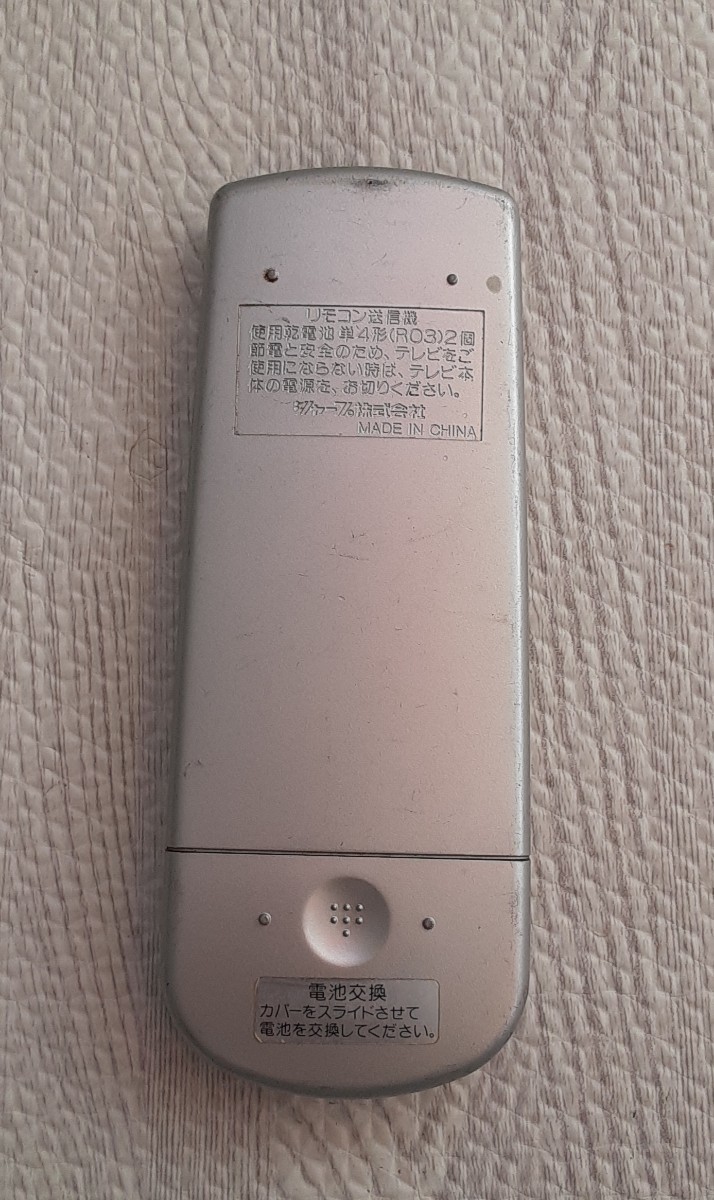 リモコン送信機
使用乾電池単4形(R03)2個
節電と安全のため、テレビをご
使用にならない時は、テレビ本
体の電源を、お切りください。
シャープ株式会社
MADE IN CHINA
電池交換
カバーをスライドさせて
電池を交換してください。